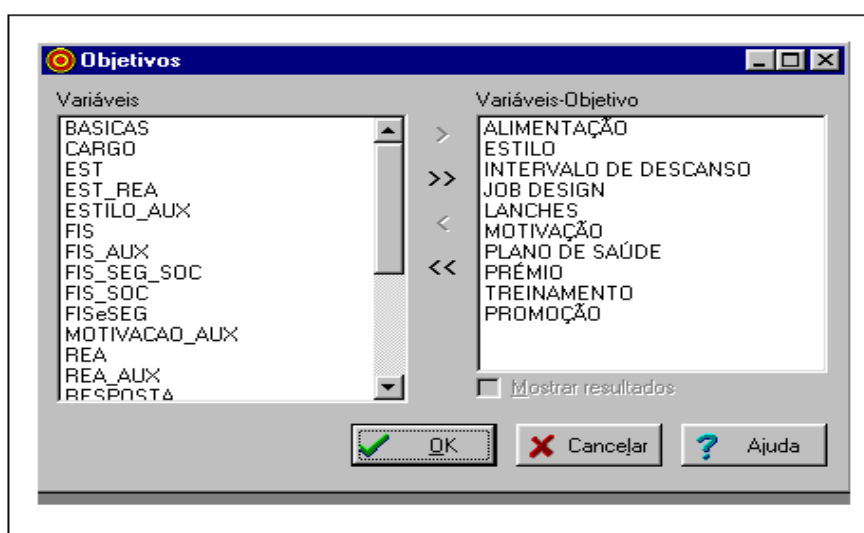 Objetivos
Variáveis
BASICAS
CARGO
EST
EST_REA
ESTILO_AUX
FIS
FIS_AUX
FIS_SEG_SOC
FIS_SOC
FISeSEG
MOTIVACAO_AUX
REA
REA_AUX
RESPOSTA
>
>>
<
<<
Variáveis-Objetivo
ALIMENTAÇÃO
ESTILO
INTERVALO DE DESCANSO
JOB DESIGN
LANCHES
MOTIVAÇÃO
PLANO DE SAÚDE
PRÉMIO
TREINAMENTO
PROMOÇÃO
Mostrar resultados
OK
Cancelar
? Ajuda